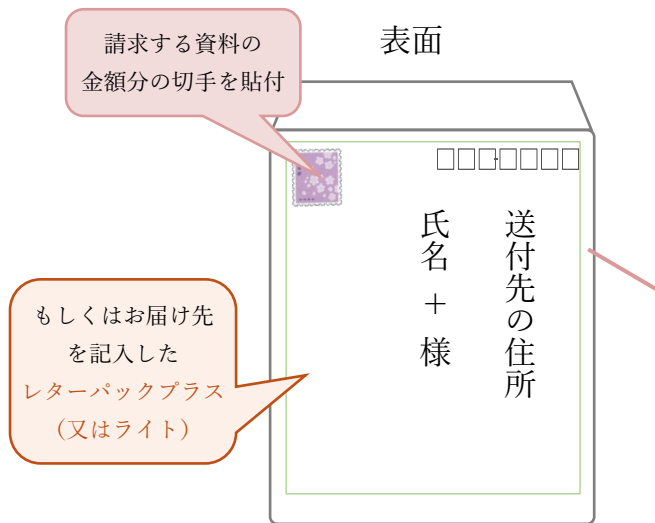 表面
請求する資料の
金額分の切手を貼付
送付先の住所
氏名 + 様
もしくはお届け先
を記入した
レターパックプラス
（又はライト）